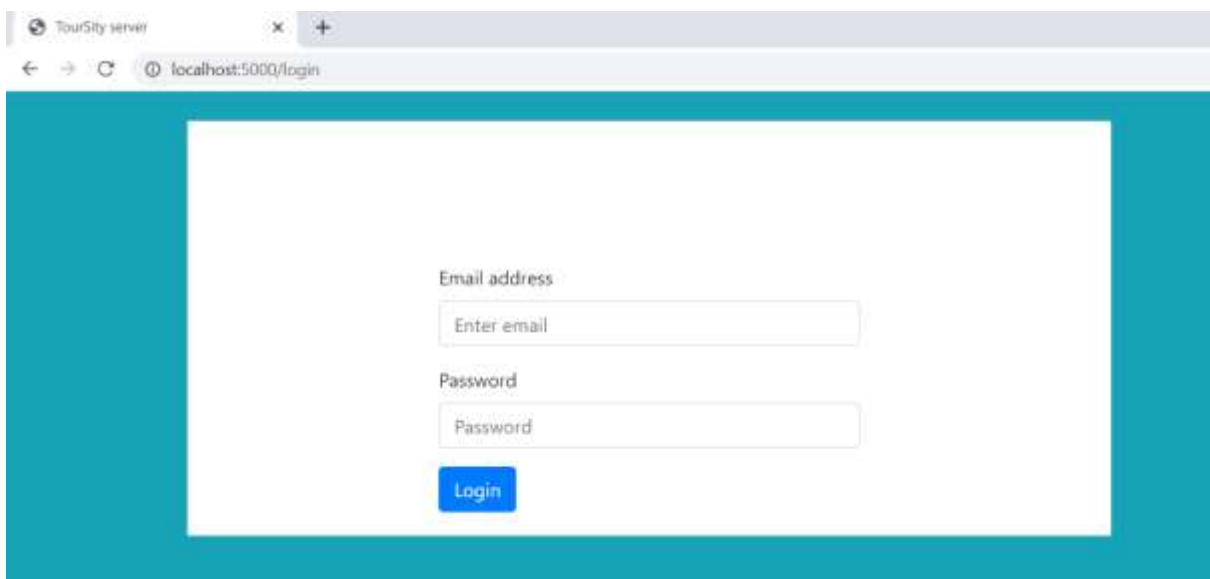 TourSity server
localhost:5000/login
Email address
Enter email
Password
Password
Login